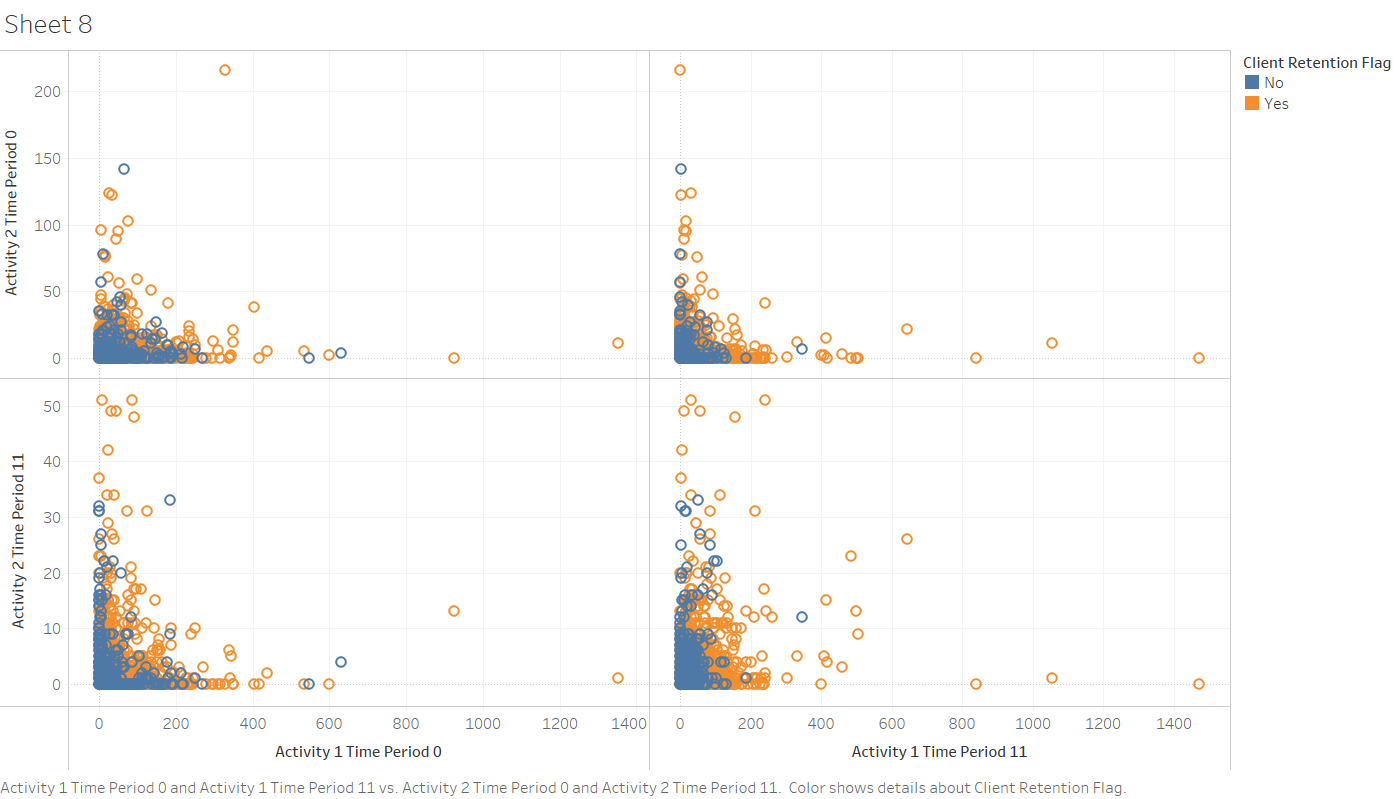 Sheet 8
Client Retention Flag
No
Yes
Activity 2 Time Period 0
200
150
100
50
0
Activity 2 Time Period 11
50
40
30
20
10
0
0 200 400 600 800 1000 1200 1400
0 200 400 600 800 1000 1200 1400
Activity 1 Time Period 0
Activity 1 Time Period 11
Activity 1 Time Period 0 and Activity 1 Time Period 11 vs. Activity 2 Time Period 0 and Activity 2 Time Period 11.  Color shows details about Client Retention Flag.